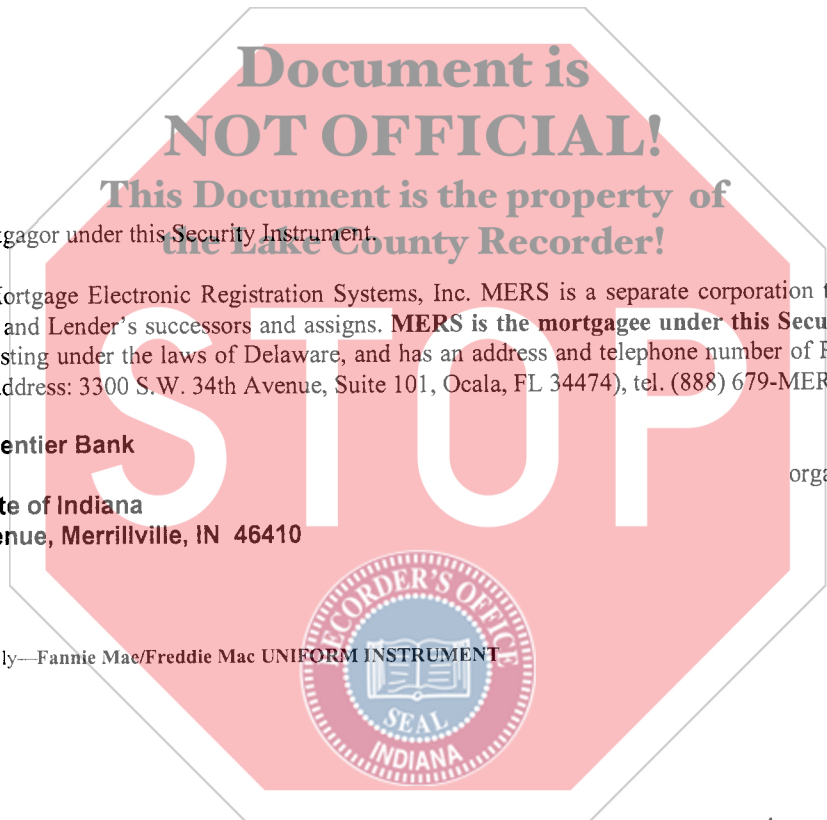 Document is
NOT OFFICIAL!
This Document is the property of
the Lake County Recorder!
gagor under this Security Instrument.
ortgage Electronic Registration Systems, Inc. MERS is a separate corporation
and Lender's successors and assigns. MERS is the mortgagee under this Secu
sting under the laws of Delaware, and has an address and telephone number of
ddress: 3300 S.W. 34th Avenue, Suite 101, Ocala, FL 34474), tel. (888) 679-MER
STOP
entier Bank
orga
te of Indiana
enue, Merrillville, IN 46410
RECORDER'S OFFICE
ly—Fannie Mae/Freddie Mac UNIFORM INSTRUMENT
SEAL
INDIANA